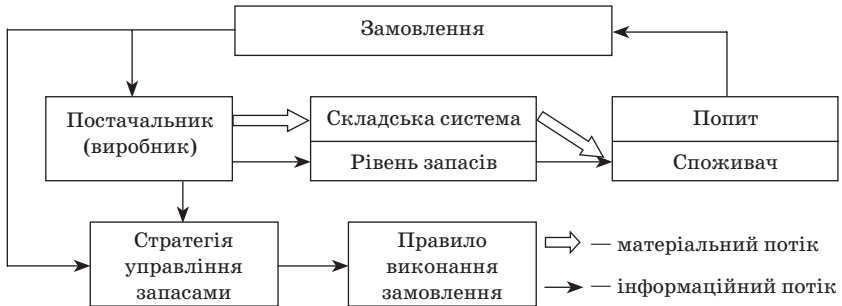 Замовлення
Постачальник
(виробник)
Складська система
Рівень запасів
Попит
Споживач
Стратегія
управління
запасами
Правило
виконання
замовлення
— матеріальний потік
— інформаційний потік